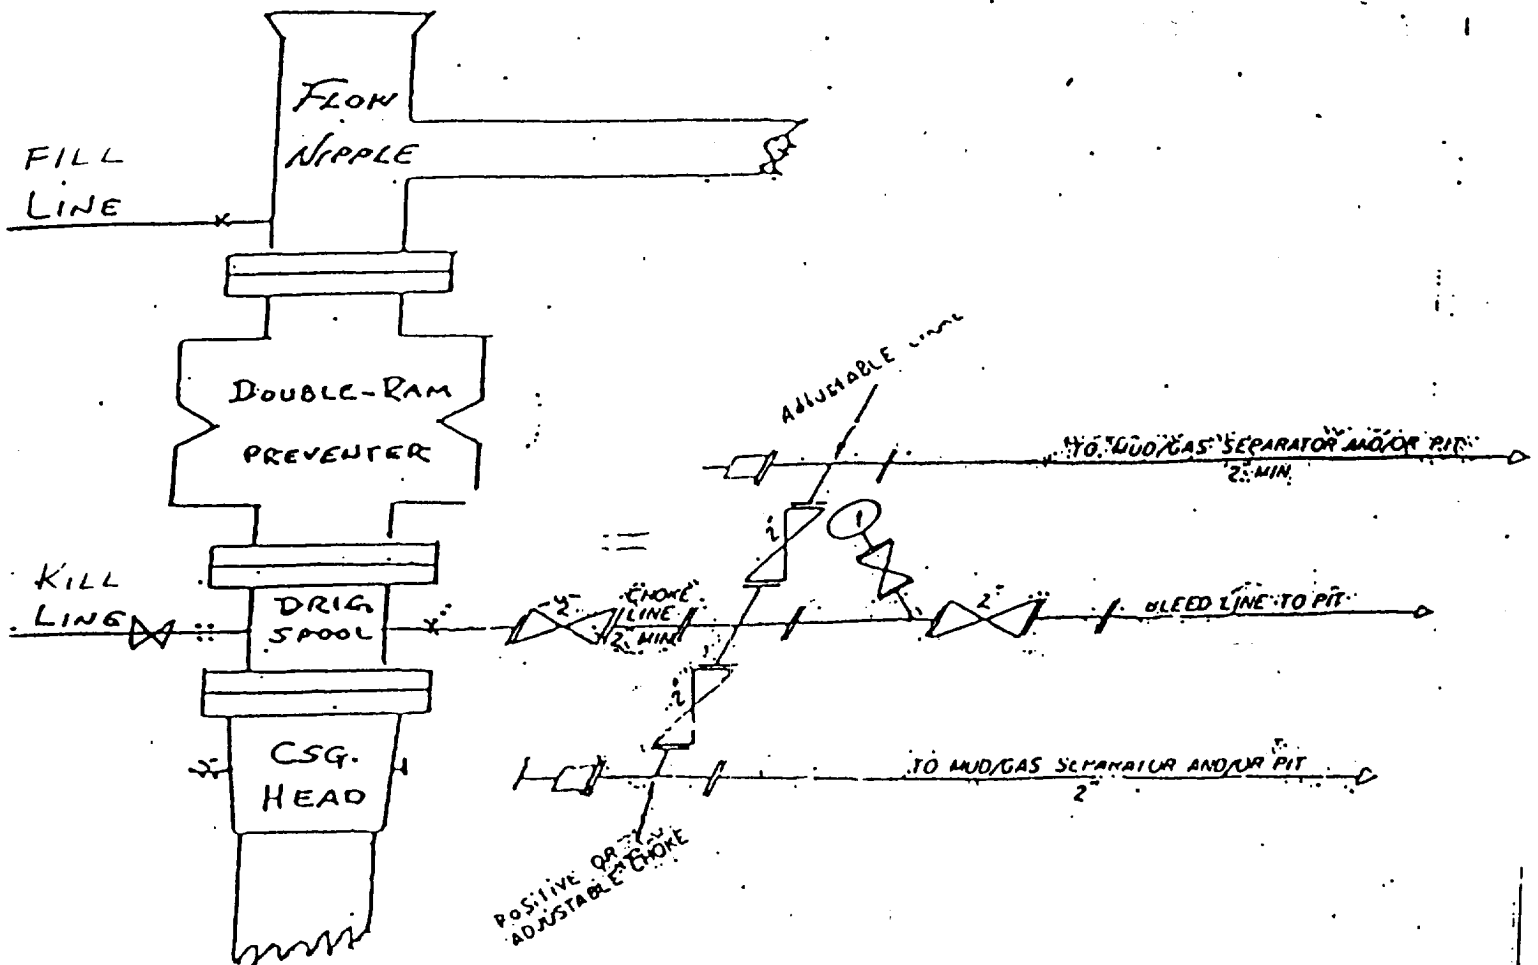 FLOW
NIPPLE
FILL
LINE
DOUBLE-RAM
PREVENTER
ADJUSTABLE
TO MUD/GAS SEPARATOR AND/OR PIT
2" MIN
2"
KILL
LINE
DRLG.
SPOOL
2"
CHOKE
LINE
2" MIN
2"
BLEED LINE TO PIT
2"
CSG.
HEAD
TO MUD/GAS SEPARATOR AND/OR PIT
2"
POSITIVE OR
ADJUSTABLE CHOKE